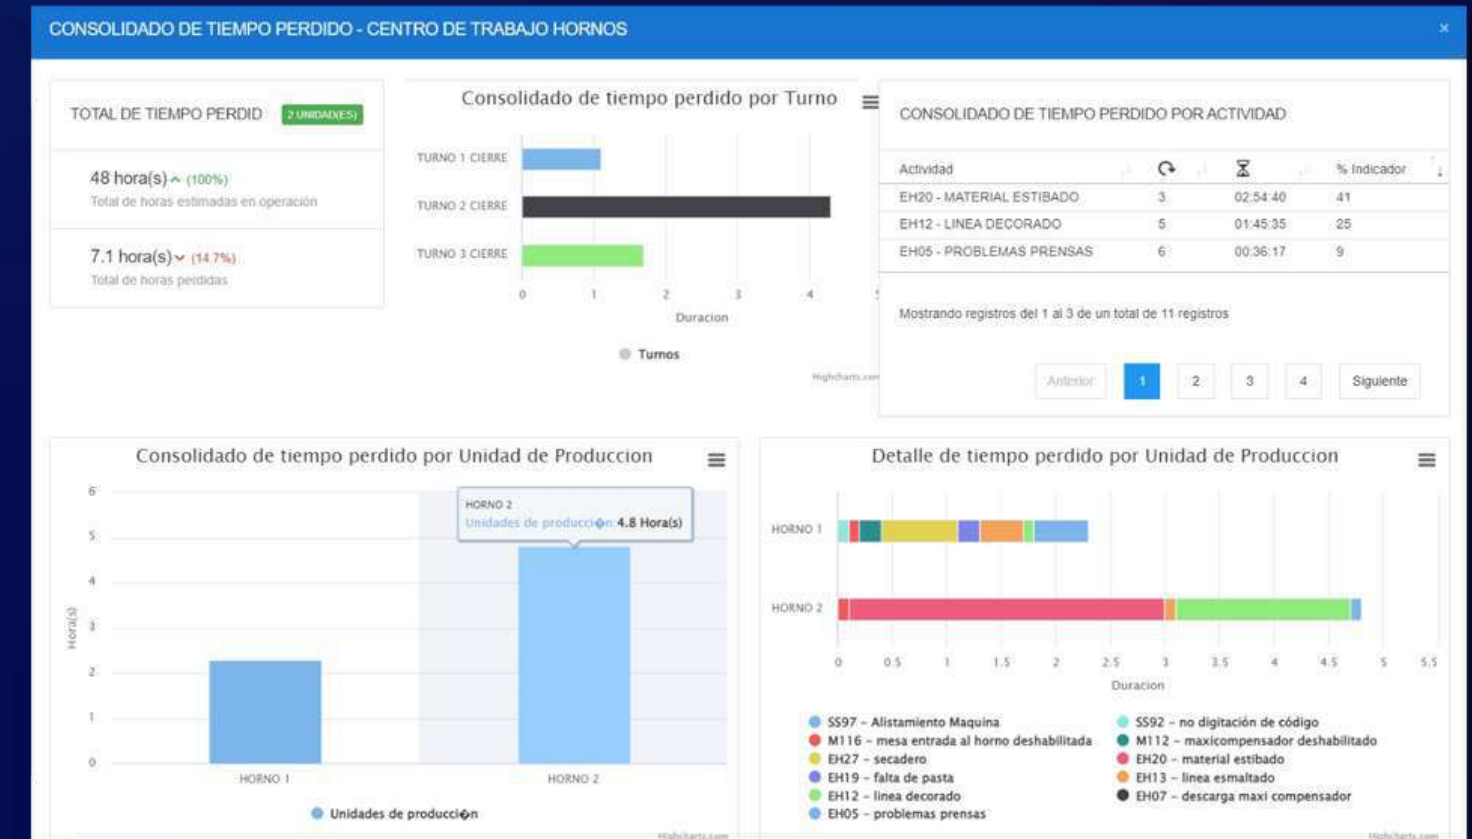 CONSOLIDADO DE TIEMPO PERDIDO - CENTRO DE TRABAJO HORNOS
×
TOTAL DE TIEMPO PERDID
2 UNIDAD(ES)
48 hora(s) (100%)
Total de horas estimadas en operación
7.1 hora(s) (14.7%)
Total de horas perdidas
Consolidado de tiempo perdido por Turno
TURNO 1 CIERRE
TURNO 2 CIERRE
TURNO 3 CIERRE
0 1 2 3 4 5
Duracion
Turnos
Highcharts.com
CONSOLIDADO DE TIEMPO PERDIDO POR ACTIVIDAD
Actividad % Indicador
EH20 - MATERIAL ESTIBADO 3 02:54:40 41
EH12 - LINEA DECORADO 5 01:45:35 25
EH05 - PROBLEMAS PRENSAS 6 00:36:17 9
Mostrando registros del 1 al 3 de un total de 11 registros
Anterior 1 2 3 4 Siguiente
Consolidado de tiempo perdido por Unidad de Produccion
6
5
4
3
2
1
0
Hora(s)
HORNO 2
Unidades de producci�n: 4.8 Hora(s)
HORNO 1 HORNO 2
Unidades de producci�n
Highcharts.com
Detalle de tiempo perdido por Unidad de Produccion
HORNO 1
HORNO 2
0 0.5 1 1.5 2 2.5 3 3.5 4 4.5 5 5.5
Duracion
SS97 – Alistamiento Maquina SS92 – no digitación de código
M116 – mesa entrada al horno deshabilitada M112 – maxicompensador deshabilitado
EH27 – secadero EH20 – material estibado
EH19 – falta de pasta EH13 – linea esmaltado
EH12 – linea decorado EH07 – descarga maxi compensador
EH05 – problemas prensas
Highcharts.com